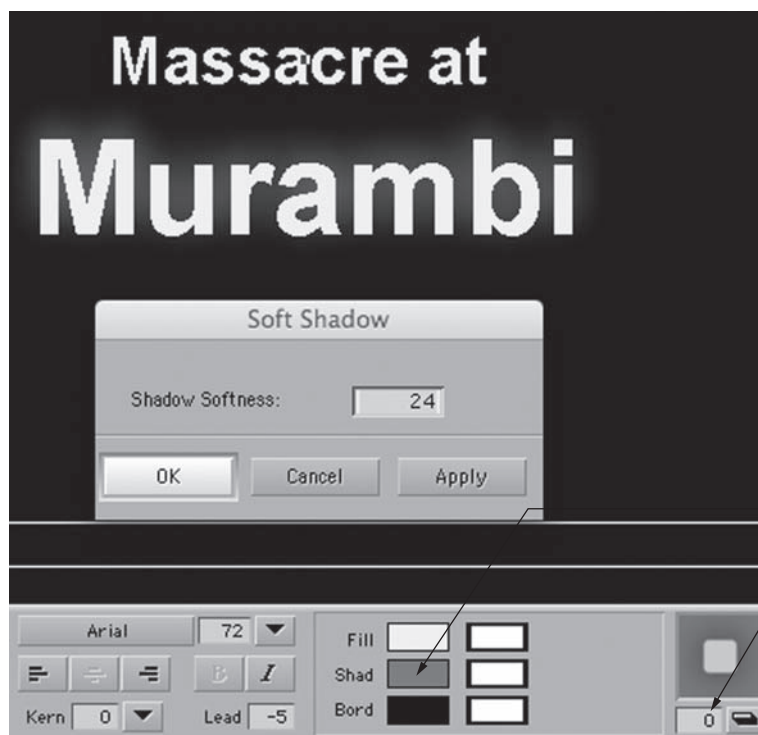 Massacre at
Murambi
Soft Shadow
Shadow Softness: 24
OK Cancel Apply
Arial 72
Fill
B I
Shad
Kern 0 Lead -5
Bord
0